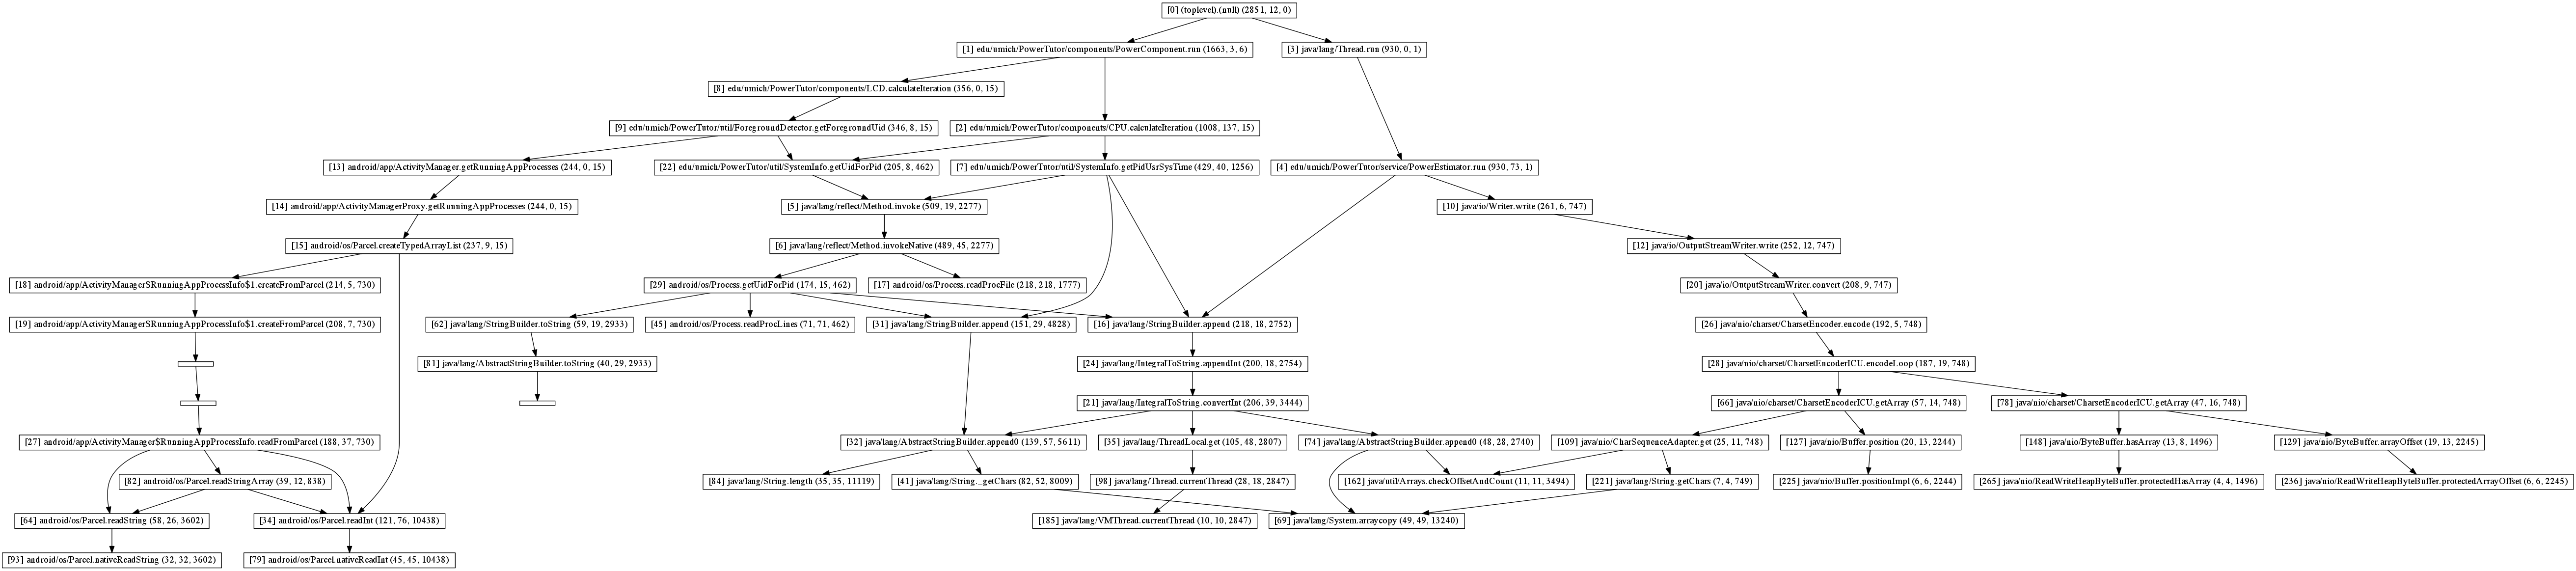 [0] (toplevel).(null) (2851, 12, 0)
[1] edu/umich/PowerTutor/components/PowerComponent.run (1663, 3, 6)
[3] java/lang/Thread.run (930, 0, 1)
[8] edu/umich/PowerTutor/components/LCD.calculateIteration (356, 0, 15)
[9] edu/umich/PowerTutor/util/ForegroundDetector.getForegroundUid (346, 8, 15)
[2] edu/umich/PowerTutor/components/CPU.calculateIteration (1008, 137, 15)
[13] android/app/ActivityManager.getRunningAppProcesses (244, 0, 15)
[22] edu/umich/PowerTutor/util/SystemInfo.getUidForPid (205, 8, 462)
[7] edu/umich/PowerTutor/util/SystemInfo.getPidUsrSysTime (429, 40, 1256)
[4] edu/umich/PowerTutor/service/PowerEstimator.run (930, 73, 1)
[14] android/app/ActivityManagerProxy.getRunningAppProcesses (244, 0, 15)
[5] java/lang/reflect/Method.invoke (509, 19, 2277)
[10] java/io/Writer.write (261, 6, 747)
[15] android/os/Parcel.createTypedArrayList (237, 9, 15)
[6] java/lang/reflect/Method.invokeNative (489, 45, 2277)
[12] java/io/OutputStreamWriter.write (252, 12, 747)
[18] android/app/ActivityManager$RunningAppProcessInfo$1.createFromParcel (214, 5, 730)
[29] android/os/Process.getUidForPid (174, 15, 462)
[17] android/os/Process.readProcFile (218, 218, 1777)
[20] java/io/OutputStreamWriter.convert (208, 9, 747)
[19] android/app/ActivityManager$RunningAppProcessInfo$1.createFromParcel (208, 7, 730)
[62] java/lang/StringBuilder.toString (59, 19, 2933)
[45] android/os/Process.readProcLines (71, 71, 462)
[31] java/lang/StringBuilder.append (151, 29, 4828)
[16] java/lang/StringBuilder.append (218, 18, 2752)
[26] java/nio/charset/CharsetEncoder.encode (192, 5, 748)
[81] java/lang/AbstractStringBuilder.toString (40, 29, 2933)
[24] java/lang/IntegralToString.appendInt (200, 18, 2754)
[28] java/nio/charset/CharsetEncoderICU.encodeLoop (187, 19, 748)
[21] java/lang/IntegralToString.convertInt (206, 39, 3444)
[66] java/nio/charset/CharsetEncoderICU.getArray (57, 14, 748)
[78] java/nio/charset/CharsetEncoderICU.getArray (47, 16, 748)
[27] android/app/ActivityManager$RunningAppProcessInfo.readFromParcel (188, 37, 730)
[32] java/lang/AbstractStringBuilder.append0 (139, 57, 5611)
[35] java/lang/ThreadLocal.get (105, 48, 2807)
[74] java/lang/AbstractStringBuilder.append0 (48, 28, 2740)
[109] java/nio/CharSequenceAdapter.get (25, 11, 748)
[127] java/nio/Buffer.position (20, 13, 2244)
[148] java/nio/ByteBuffer.hasArray (13, 8, 1496)
[129] java/nio/ByteBuffer.arrayOffset (19, 13, 2245)
[82] android/os/Parcel.readStringArray (39, 12, 838)
[84] java/lang/String.length (35, 35, 11119)
[41] java/lang/String._getChars (82, 52, 8009)
[98] java/lang/Thread.currentThread (28, 18, 2847)
[162] java/util/Arrays.checkOffsetAndCount (11, 11, 3494)
[221] java/lang/String.getChars (7, 4, 749)
[225] java/nio/Buffer.positionImpl (6, 6, 2244)
[265] java/nio/ReadWriteHeapByteBuffer.protectedHasArray (4, 4, 1496)
[236] java/nio/ReadWriteHeapByteBuffer.protectedArrayOffset (6, 6, 2245)
[64] android/os/Parcel.readString (58, 26, 3602)
[34] android/os/Parcel.readInt (121, 76, 10438)
[185] java/lang/VMThread.currentThread (10, 10, 2847)
[69] java/lang/System.arraycopy (49, 49, 13240)
[93] android/os/Parcel.nativeReadString (32, 32, 3602)
[79] android/os/Parcel.nativeReadInt (45, 45, 10438)